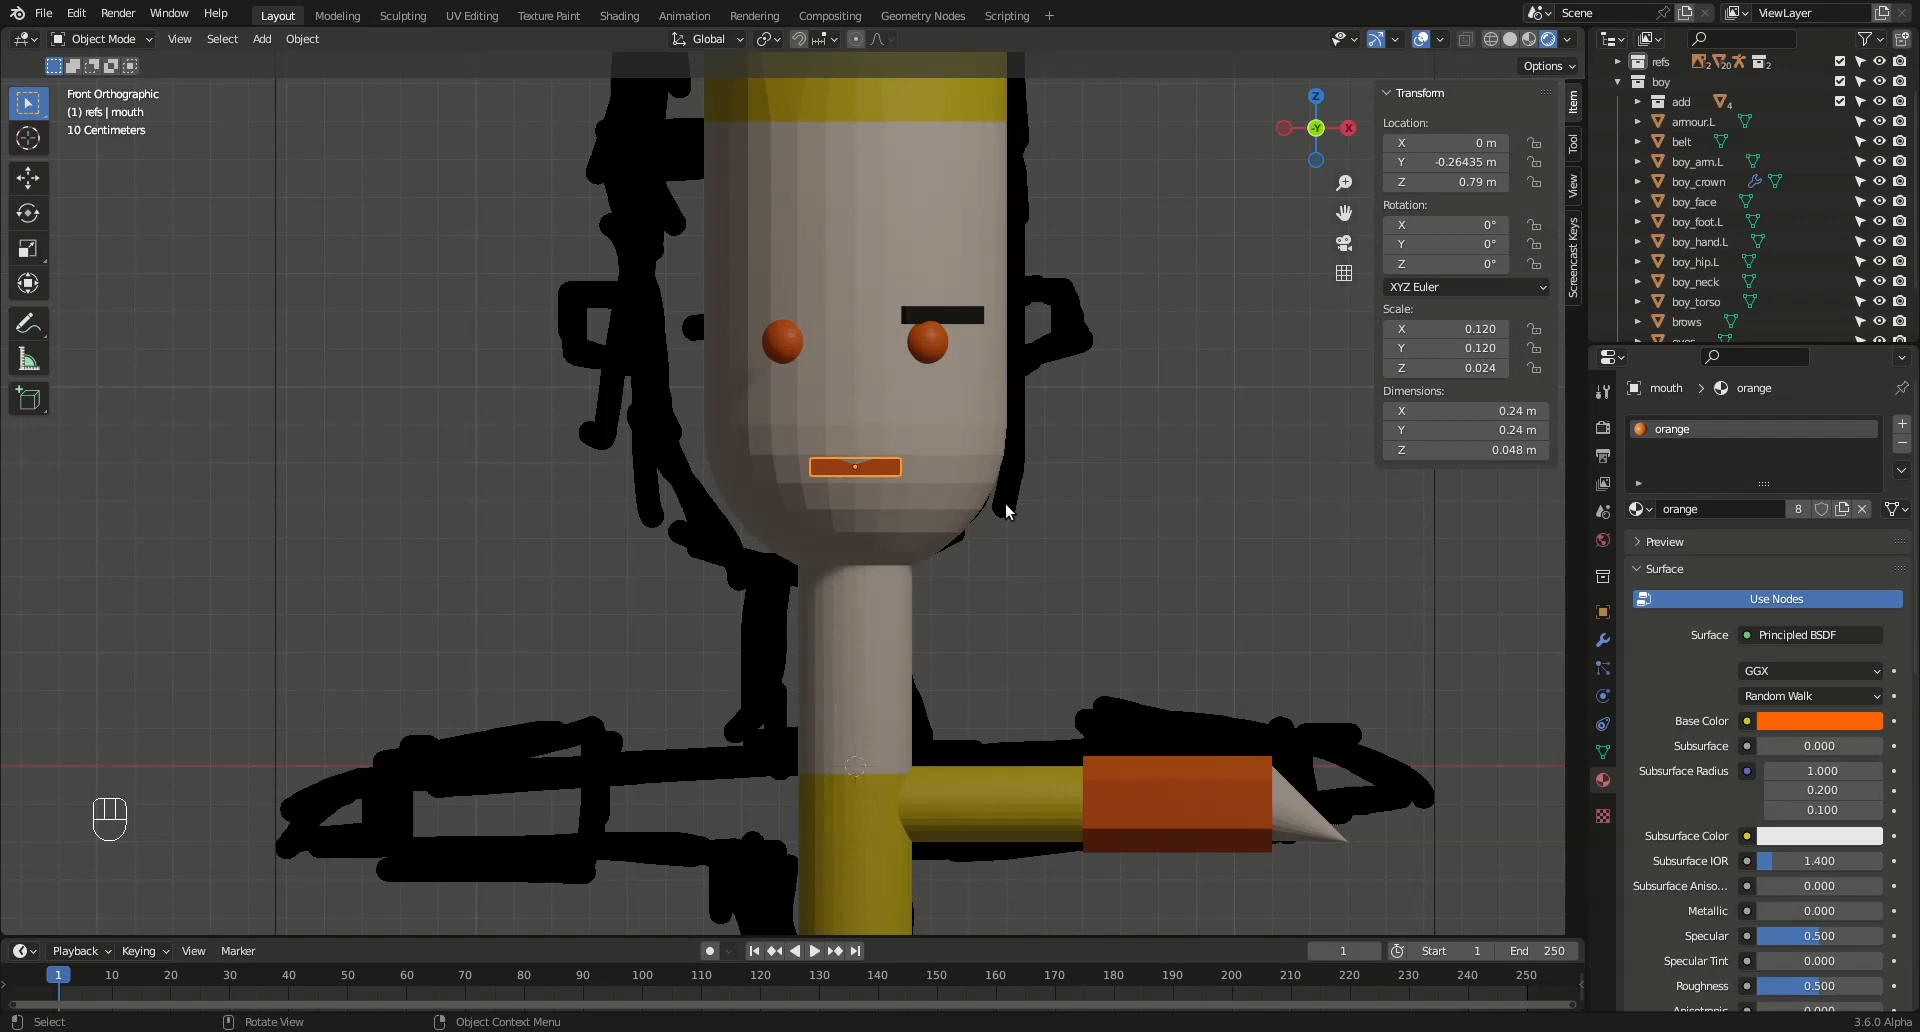 File Edit Render Window Help Layout Modeling Sculpting UV Editing Texture Paint Shading Animation Rendering Compositing Geometry Nodes Scripting + Scene ViewLayer
Object Mode View Select Add Object Global
Options
Front Orthographic
(1) refs | mouth
10 Centimeters
Z
-Y
X
Transform
Location:
X 0 m
Y -0.26435 m
Z 0.79 m
Rotation:
X 0°
Y 0°
Z 0°
XYZ Euler
Scale:
X 0.120
Y 0.120
Z 0.024
Dimensions:
X 0.24 m
Y 0.24 m
Z 0.048 m
Item
Tool
View
Screencast Keys
refs 2 20 2
boy
add 4
armour.L
belt
boy_arm.L
boy_crown
boy_face
boy_foot.L
boy_hand.L
boy_hip.L
boy_neck
boy_torso
brows
mouth > orange
orange
orange 8
Preview
Surface
Use Nodes
Surface Principled BSDF
GGX
Random Walk
Base Color
Subsurface 0.000
Subsurface Radius 1.000
0.200
0.100
Subsurface Color
Subsurface IOR 1.400
Subsurface Aniso... 0.000
Metallic 0.000
Specular 0.500
Specular Tint 0.000
Roughness 0.500
Playback Keying View Marker 1 Start 1 End 250
1 10 20 30 40 50 60 70 80 90 100 110 120 130 140 150 160 170 180 190 200 210 220 230 240 250
Select Rotate View Object Context Menu 3.6.0 Alpha